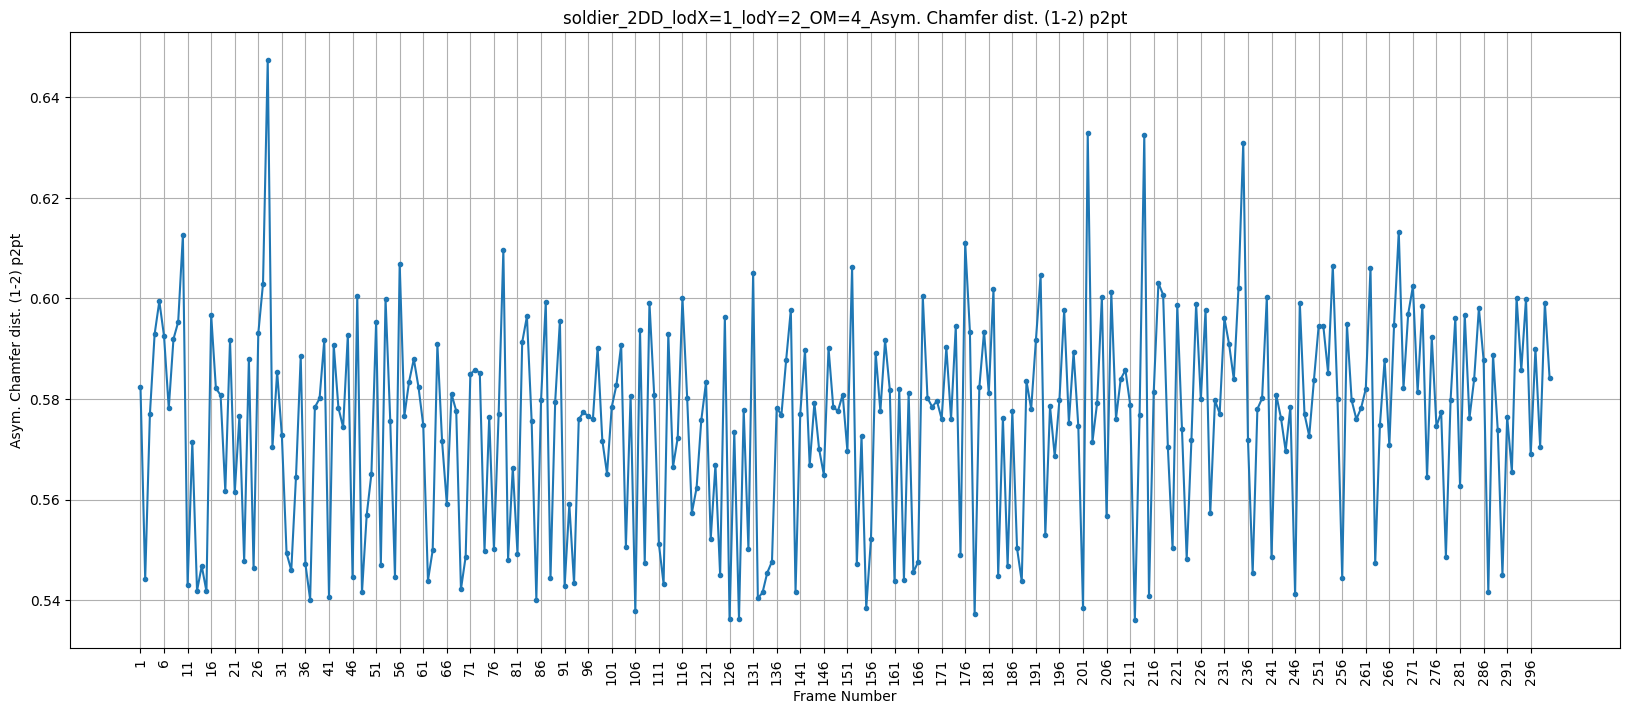 soldier_2DD_lodX=1_lodY=2_OM=4_Asym. Chamfer dist. (1-2) p2pt
Asym. Chamfer dist. (1-2) p2pt
0.64
0.62
0.60
0.58
0.56
0.54
1 6 11 16 21 26 31 36 41 46 51 56 61 66 71 76 81 86 91 96 101 106 111 116 121 126 131 136 141 146 151 156 161 166 171 176 181 186 191 196 201 206 211 216 221 226 231 236 241 246 251 256 261 266 271 276 281 286 291 296
Frame Number